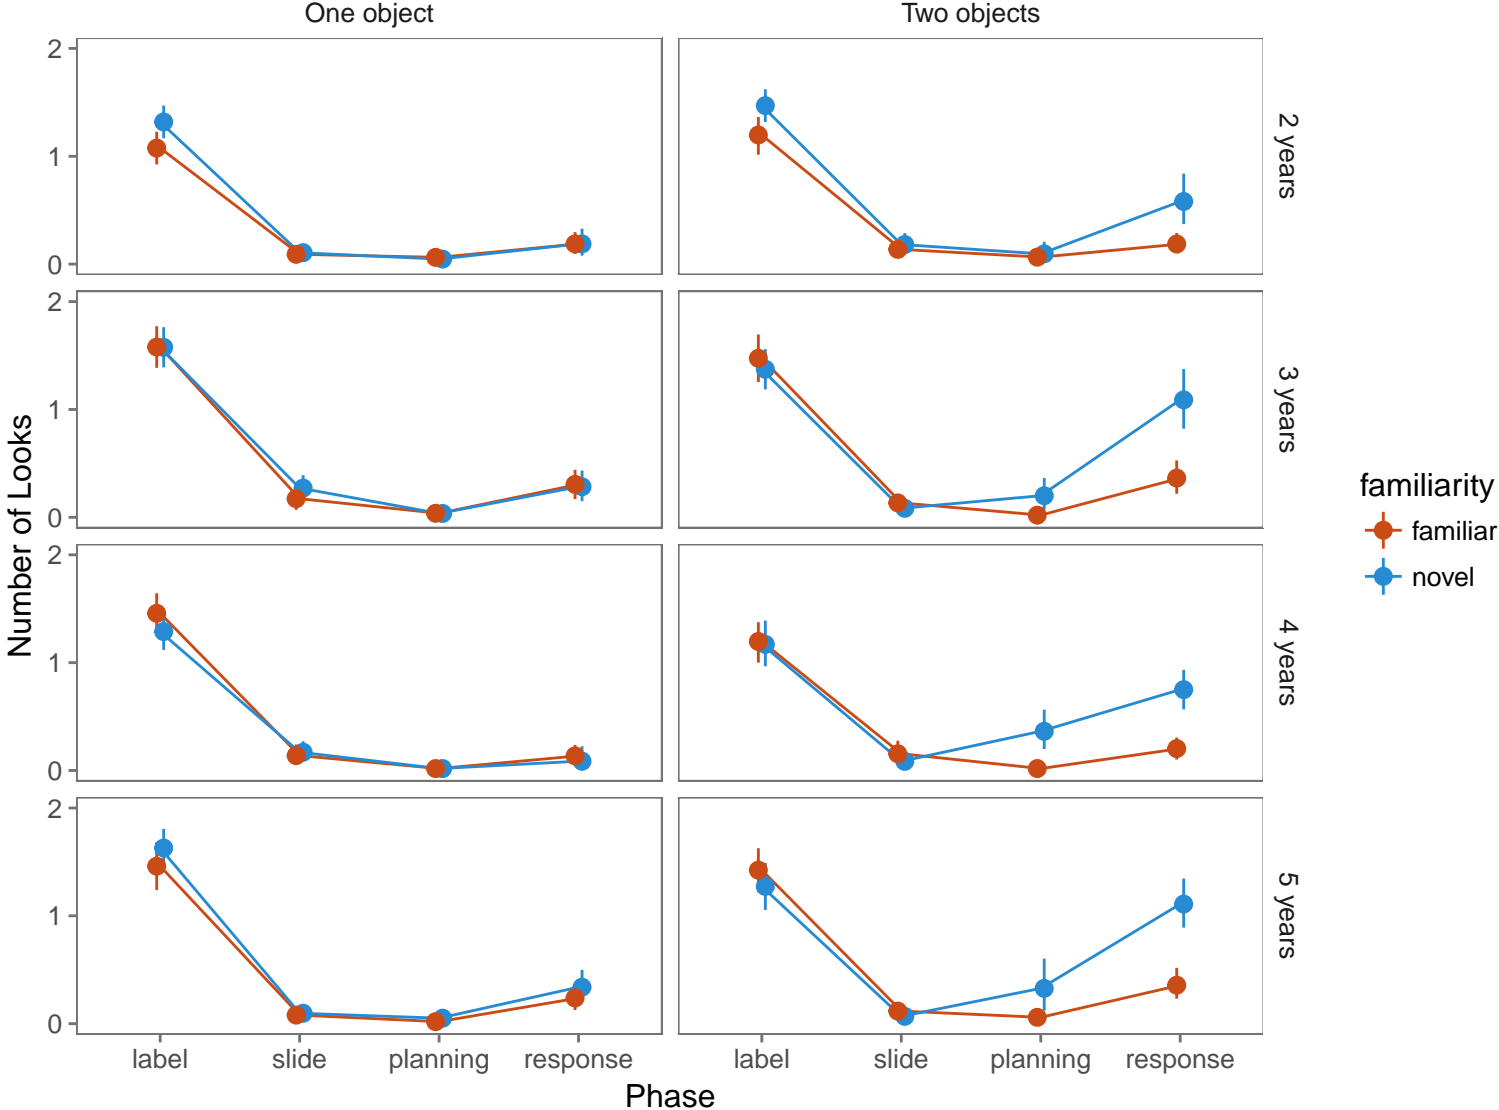 One object
Two objects
2
1
0
2 years
2
1
0
3 years
2
1
0
4 years
2
1
0
5 years
Number of Looks
label
slide
planning
response
label
slide
planning
response
Phase
familiarity
familiar
novel